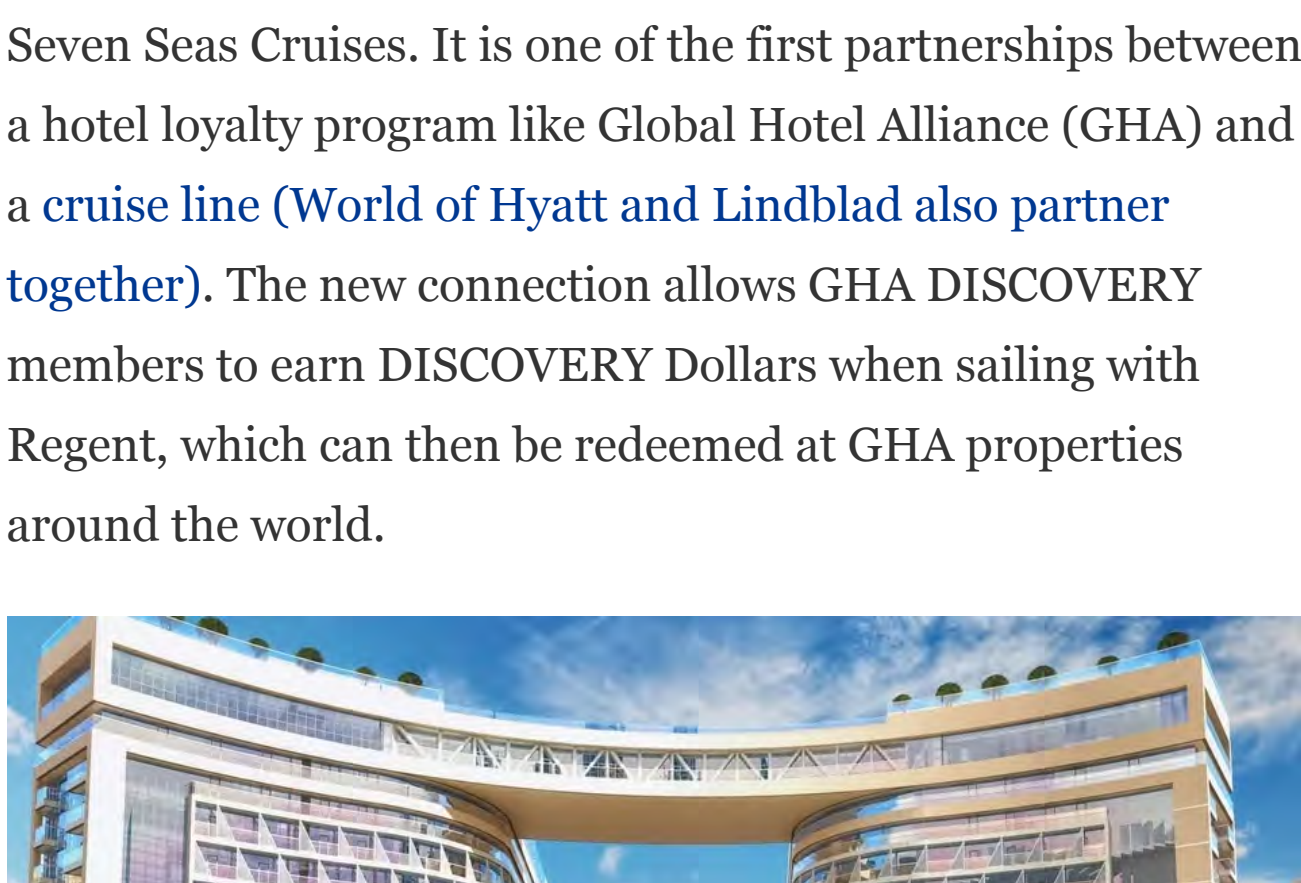 Seven Seas Cruises. It is one of the first partnerships between
a hotel loyalty program like Global Hotel Alliance (GHA) and
a cruise line (World of Hyatt and Lindblad also partner
together). The new connection allows GHA DISCOVERY
members to earn DISCOVERY Dollars when sailing with
Regent, which can then be redeemed at GHA properties
around the world.